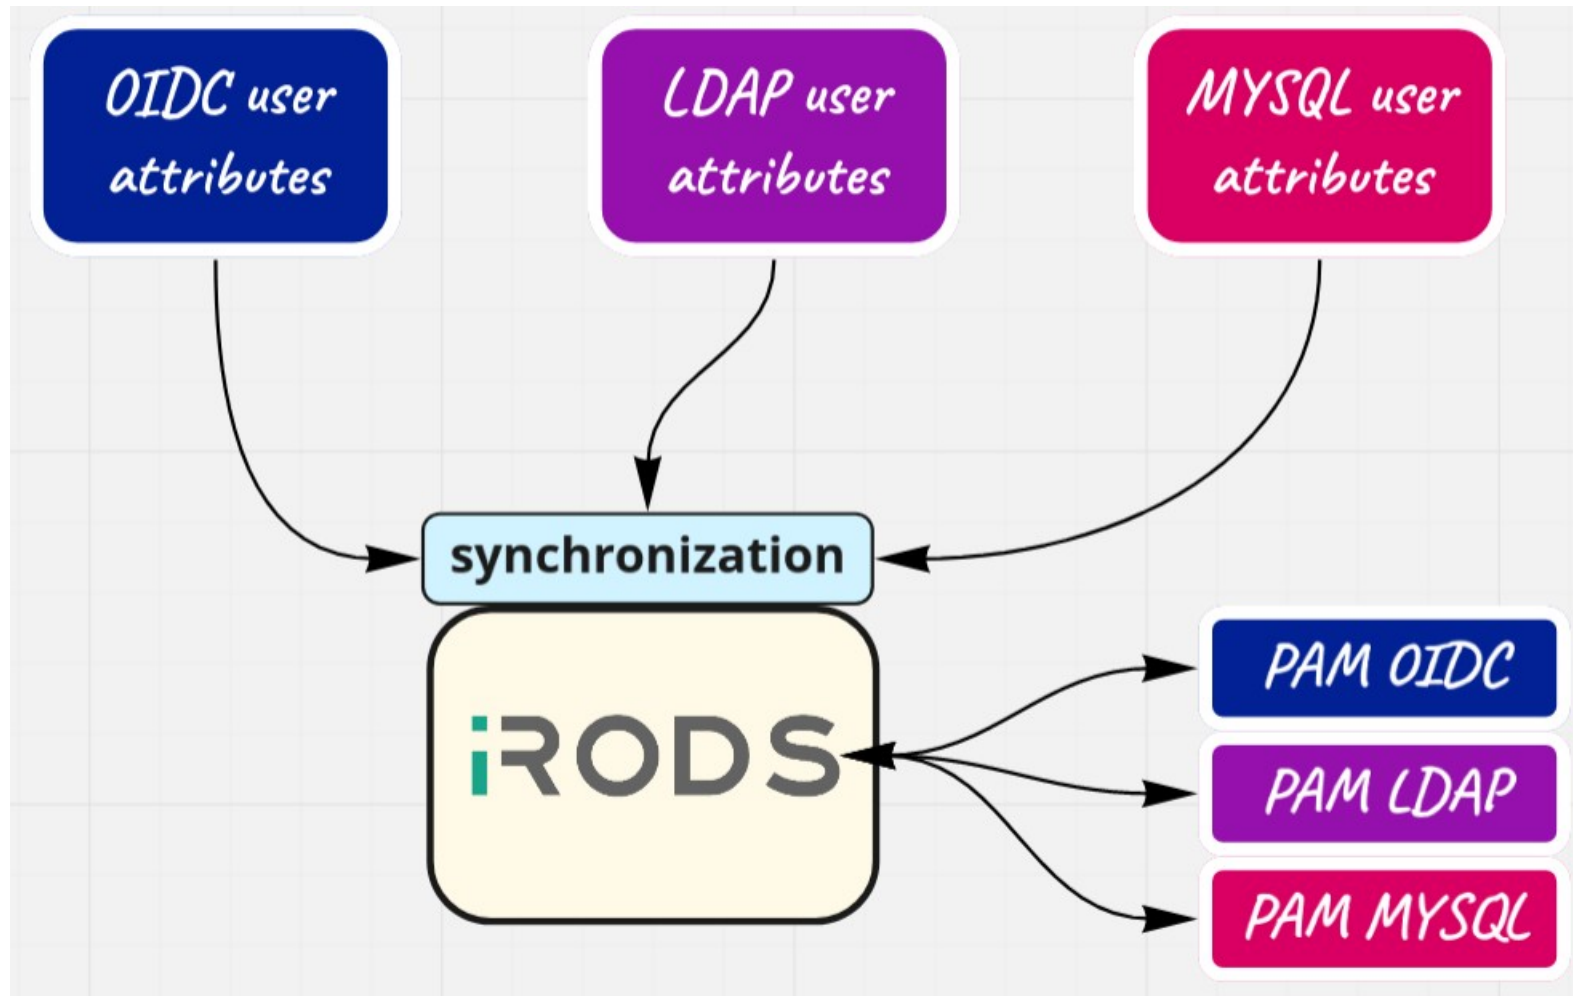 OIDC user
attributes
LDAP user
attributes
MYSQL user
attributes
synchronization
iRODS
PAM OIDC
PAM LDAP
PAM MYSQL